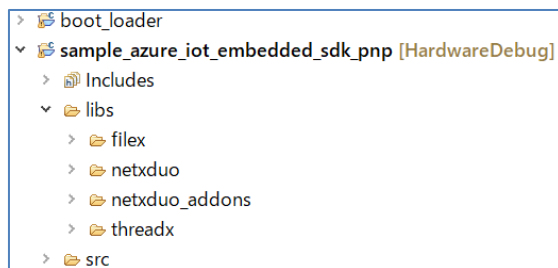 boot_loader
sample_azure_iot_embedded_sdk_pnp [HardwareDebug]
Includes
libs
filex
netxduo
netxduo_addons
threadx
src